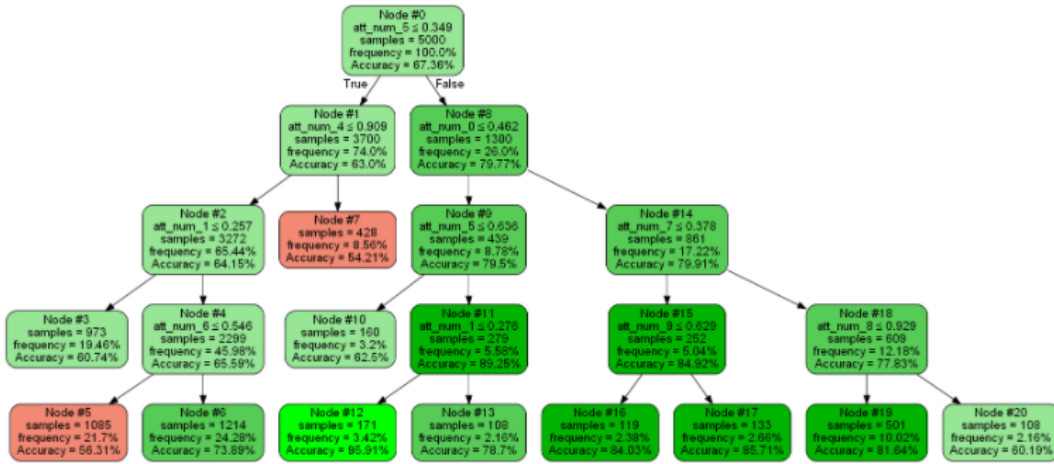 Node #0
att_num_5 ≤ 0.349
samples = 5000
frequency = 100.0%
Accuracy = 67.36%
True
False
Node #1
att_num_4 ≤ 0.909
samples = 3700
frequency = 74.0%
Accuracy = 63.0%
Node #8
att_num_0 ≤ 0.462
samples = 1300
frequency = 26.0%
Accuracy = 79.77%
Node #2
att_num_1 ≤ 0.257
samples = 3272
frequency = 65.44%
Accuracy = 64.15%
Node #7
samples = 428
frequency = 8.56%
Accuracy = 54.21%
Node #9
att_num_5 ≤ 0.636
samples = 439
frequency = 8.78%
Accuracy = 79.5%
Node #14
att_num_7 ≤ 0.378
samples = 861
frequency = 17.22%
Accuracy = 79.91%
Node #3
samples = 973
frequency = 19.46%
Accuracy = 60.74%
Node #4
att_num_6 ≤ 0.546
samples = 2299
frequency = 45.98%
Accuracy = 65.59%
Node #10
samples = 160
frequency = 3.2%
Accuracy = 62.5%
Node #11
att_num_1 ≤ 0.276
samples = 279
frequency = 5.58%
Accuracy = 89.25%
Node #15
att_num_9 ≤ 0.629
samples = 252
frequency = 5.04%
Accuracy = 84.92%
Node #18
att_num_8 ≤ 0.929
samples = 609
frequency = 12.18%
Accuracy = 77.83%
Node #5
samples = 1085
frequency = 21.7%
Accuracy = 56.31%
Node #6
samples = 1214
frequency = 24.28%
Accuracy = 73.89%
Node #12
samples = 171
frequency = 3.42%
Accuracy = 95.91%
Node #13
samples = 108
frequency = 2.16%
Accuracy = 78.7%
Node #16
samples = 119
frequency = 2.38%
Accuracy = 84.03%
Node #17
samples = 133
frequency = 2.66%
Accuracy = 85.71%
Node #19
samples = 501
frequency = 10.02%
Accuracy = 81.64%
Node #20
samples = 108
frequency = 2.16%
Accuracy = 60.19%